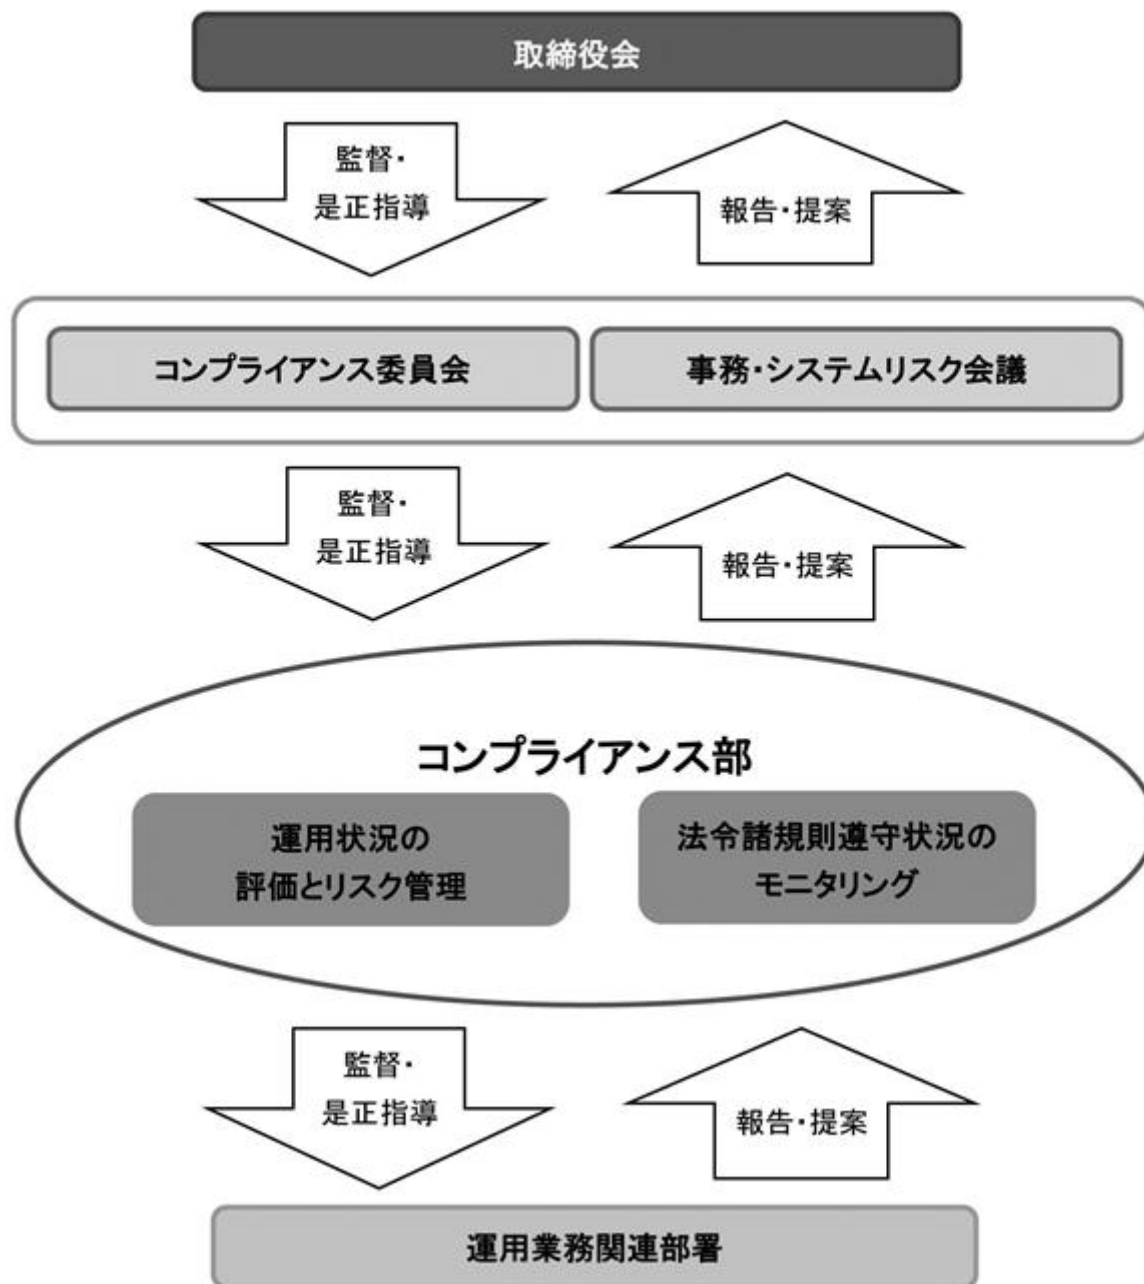 取締役会
監督・
是正指導
報告・提案
コンプライアンス委員会
事務・システムリスク会議
監督・
是正指導
報告・提案
コンプライアンス部
運用状況の
評価とリスク管理
法令諸規則遵守状況の
モニタリング
監督・
是正指導
報告・提案
運用業務関連部署